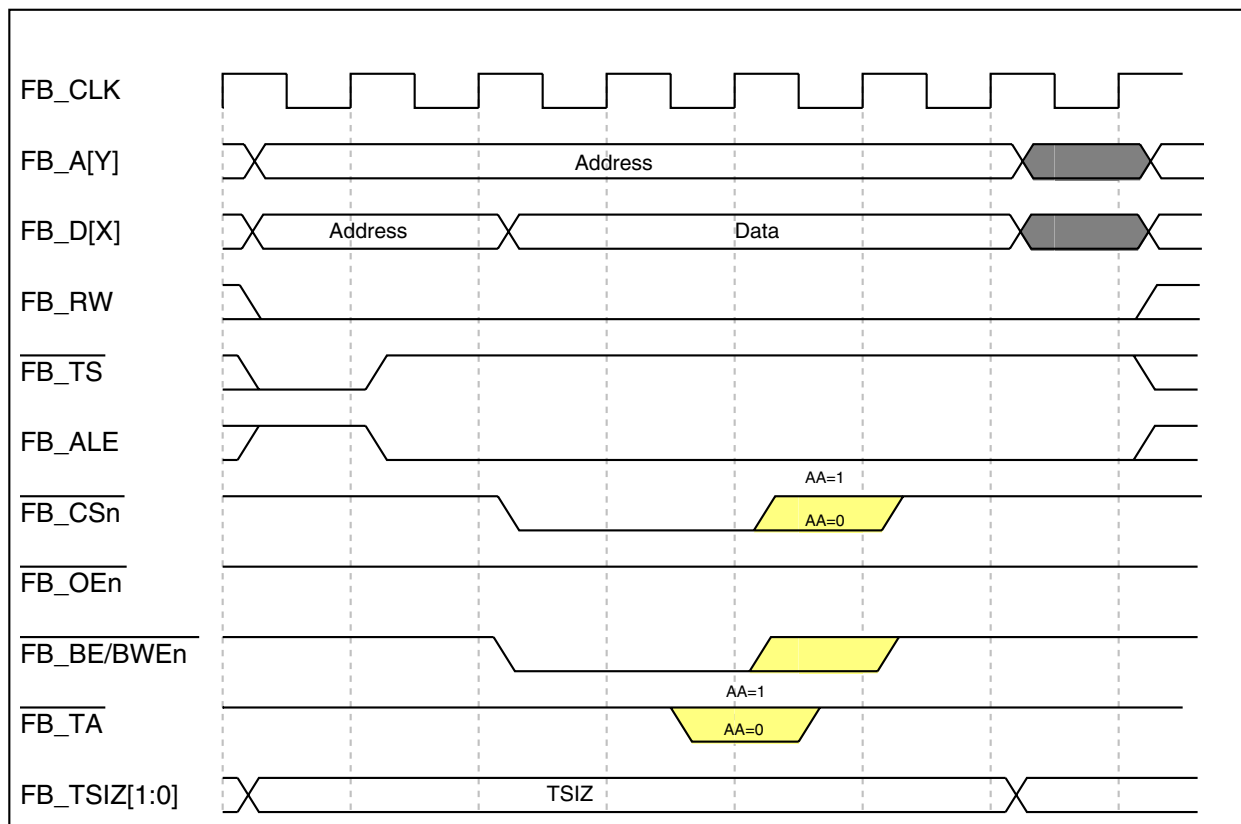 FB_CLK
FB_A[Y] Address
FB_D[X] Address Data
FB_RW
FB_TS
FB_ALE
AA=1
FB_CSn AA=0
FB_OEn
FB_BE/BWEn
AA=1
FB_TA AA=0
FB_TSIZ[1:0] TSIZ